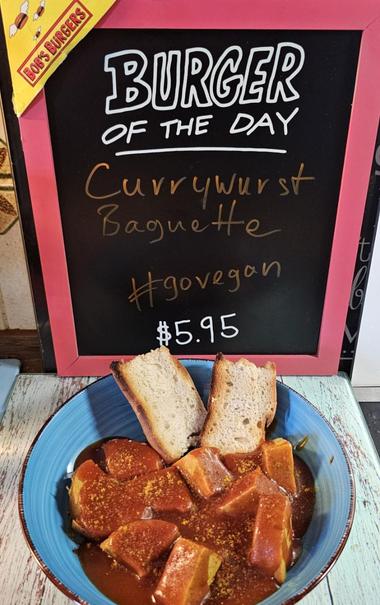 BOB'S BURGERS
BURGER
OF THE DAY
Currywurst
Baguette
#govegan
$5.95